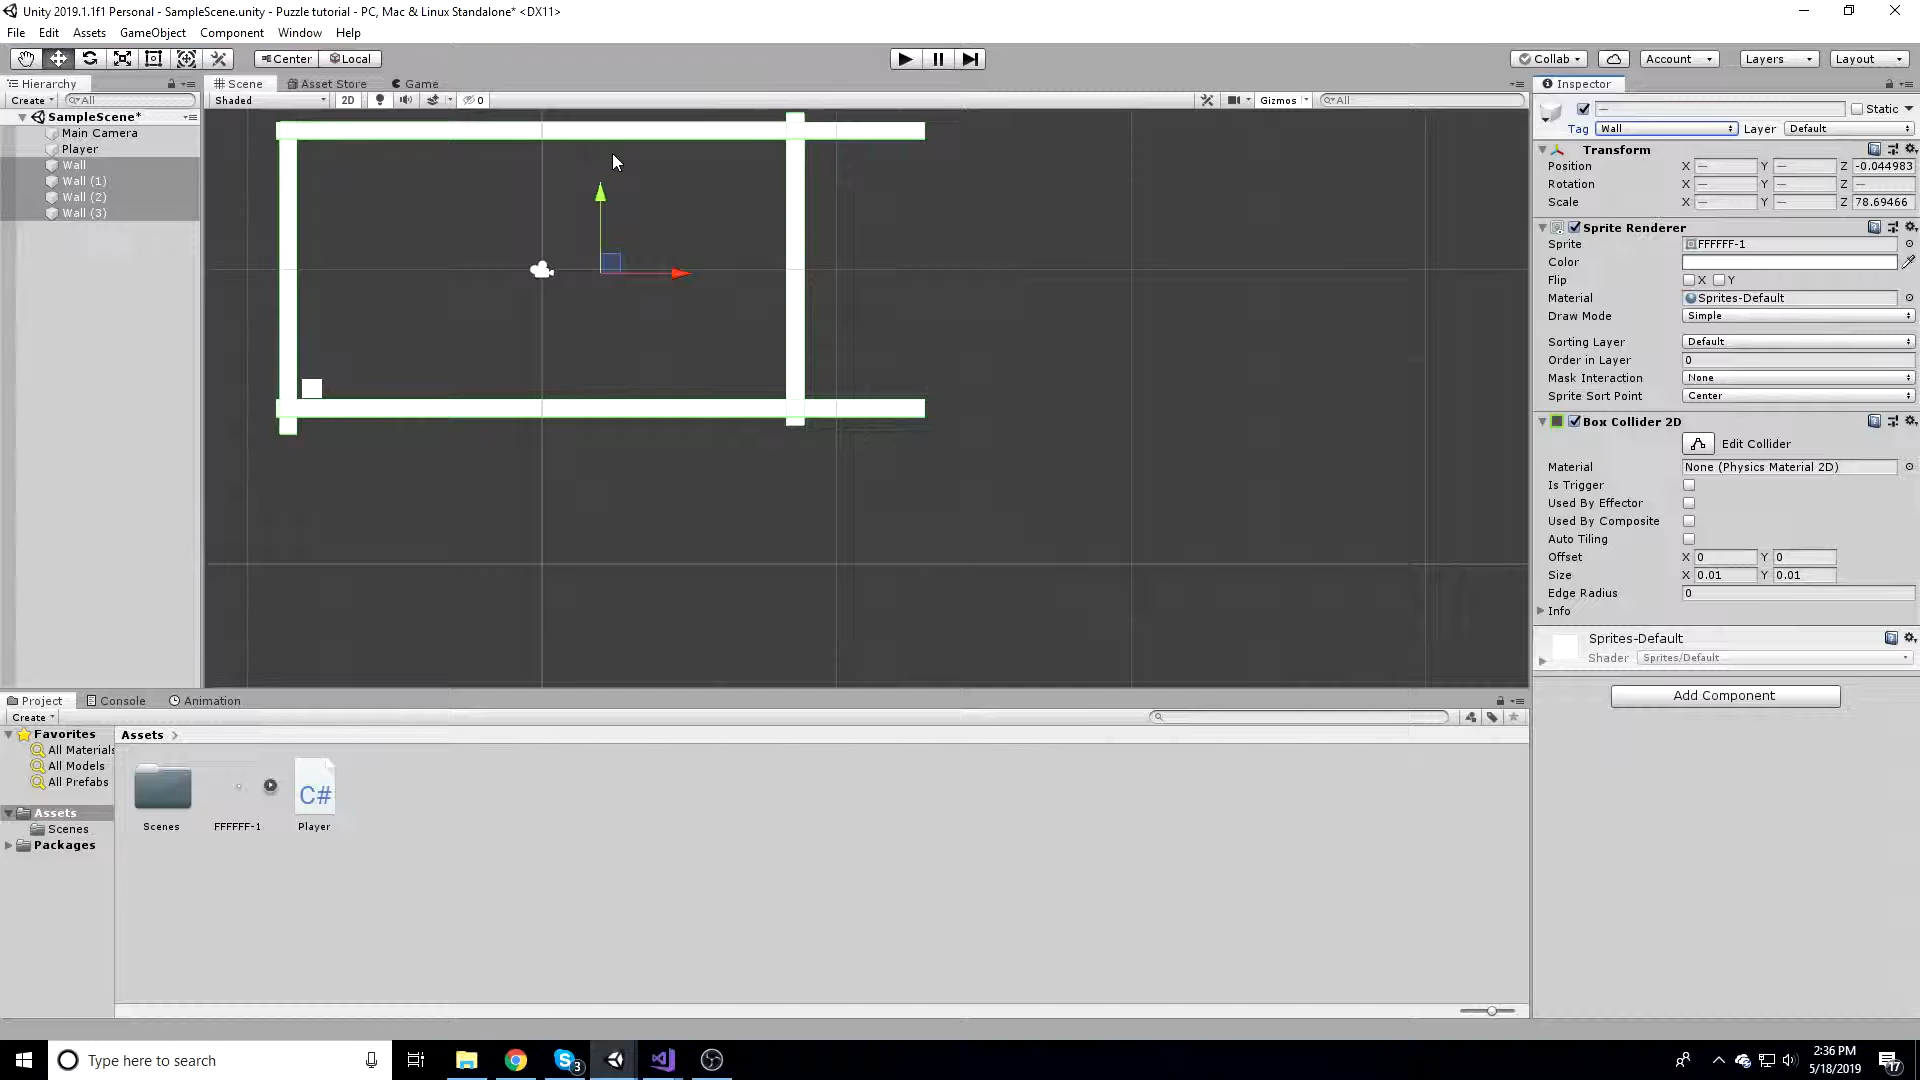 Unity 2019.1.1f1 Personal - SampleScene.unity - Puzzle tutorial - PC, Mac & Linux Standalone* <DX11>
File Edit Assets GameObject Component Window Help
Center Local
Collab Account Layers Layout
Hierarchy
Create All
SampleScene*
Main Camera
Player
Wall
Wall (1)
Wall (2)
Wall (3)
Scene Asset Store Game
Shaded 2D 0 Gizmos All
Inspector
Static
Tag Wall Layer Default
Transform
Position X — Y — Z -0.044983
Rotation X — Y — Z —
Scale X — Y — Z 78.69466
Sprite Renderer
Sprite FFFFFF-1
Color
Flip X Y
Material Sprites-Default
Draw Mode Simple
Sorting Layer Default
Order in Layer 0
Mask Interaction None
Sprite Sort Point Center
Box Collider 2D
Edit Collider
Material None (Physics Material 2D)
Is Trigger
Used By Effector
Used By Composite
Auto Tiling
Offset X 0 Y 0
Size X 0.01 Y 0.01
Edge Radius 0
Info
Sprites-Default
Shader Sprites/Default
Add Component
Project Console Animation
Create
Favorites
All Materials
All Models
All Prefabs
Assets
Scenes
Packages
Assets
C#
Scenes FFFFFF-1 Player
Type here to search
3
2:36 PM
5/18/2019
17